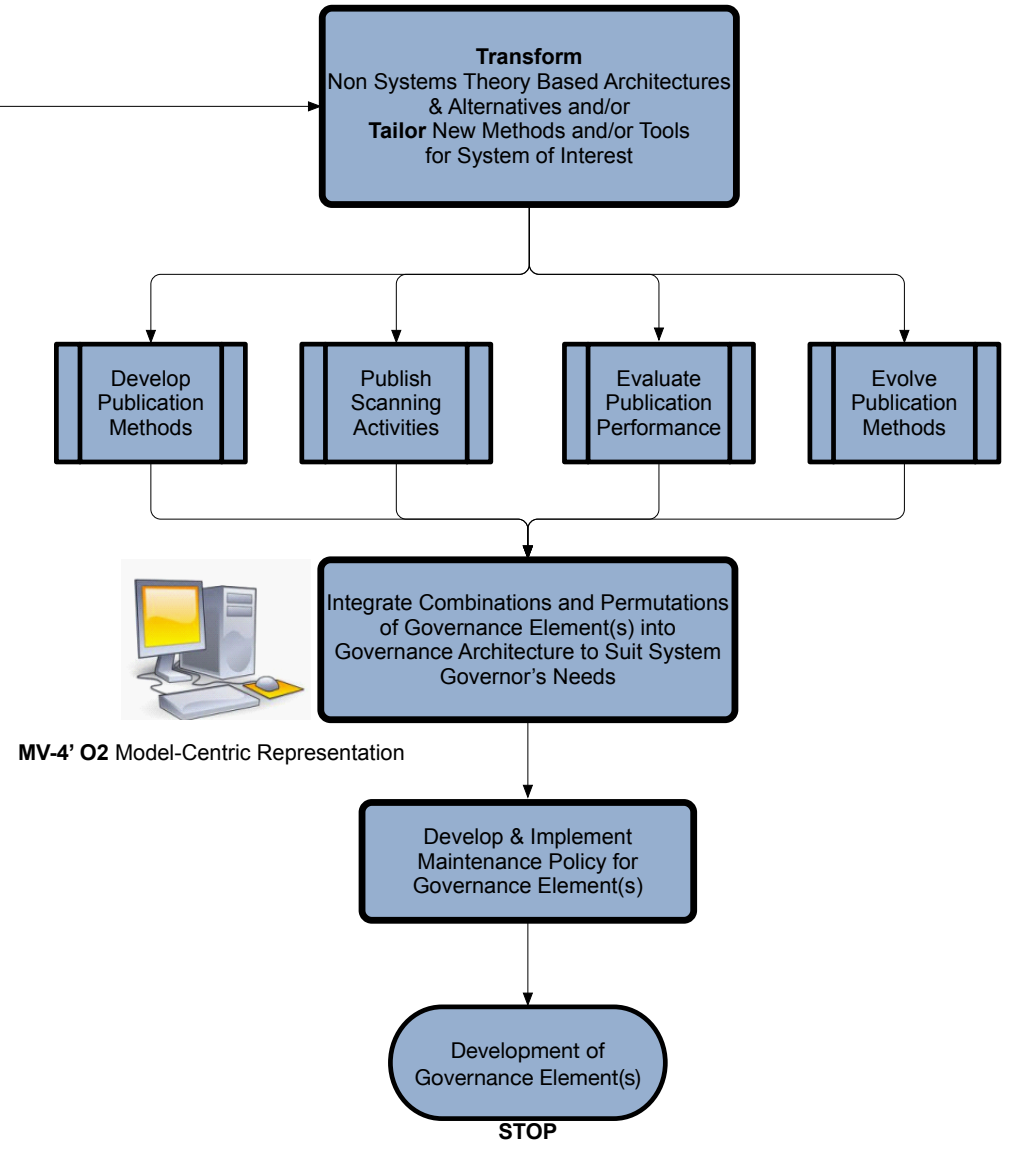 Transform
Non Systems Theory Based Architectures
& Alternatives and/or
Tailor New Methods and/or Tools
for System of Interest
Develop
Publication
Methods
Publish
Scanning
Activities
Evaluate
Publication
Performance
Evolve
Publication
Methods
Integrate Combinations and Permutations
of Governance Element(s) into
Governance Architecture to Suit System
Governor’s Needs
MV-4’ O2 Model-Centric Representation
Develop & Implement
Maintenance Policy for
Governance Element(s)
Development of
Governance Element(s)
STOP